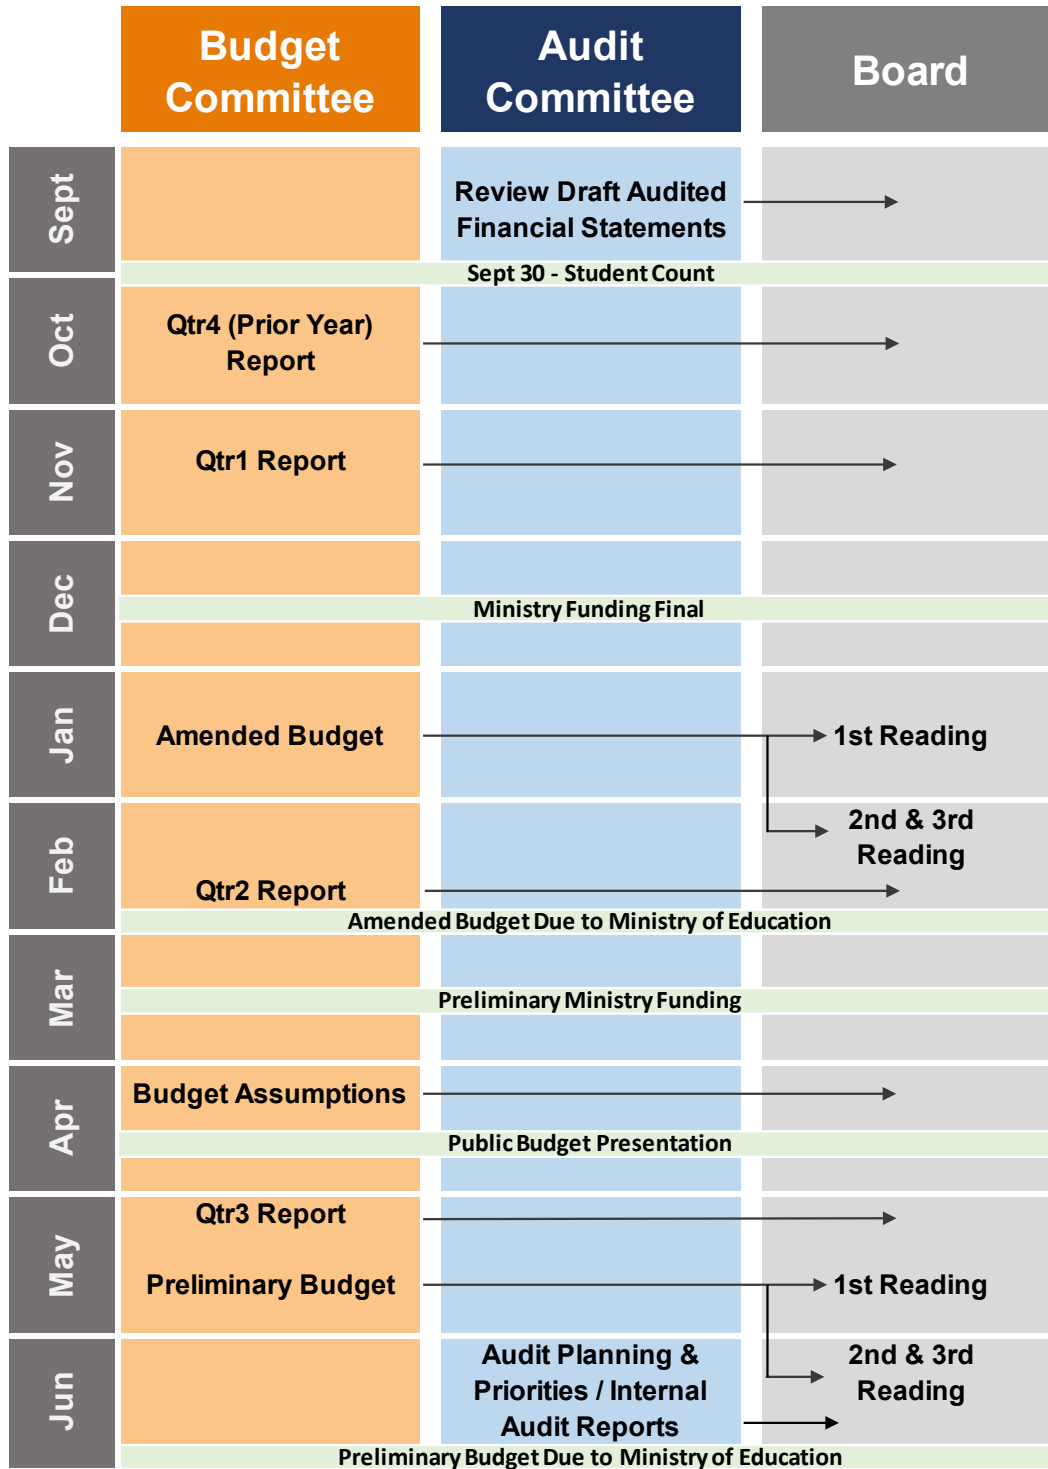 Budget
Committee
Audit
Committee
Board
Sept
Review Draft Audited
Financial Statements
Sept 30 - Student Count
Oct
Qtr4 (Prior Year)
Report
Nov
Qtr1 Report
Dec
Ministry Funding Final
Jan
Amended Budget
1st Reading
Feb
2nd & 3rd
Reading
Qtr2 Report
Amended Budget Due to Ministry of Education
Mar
Preliminary Ministry Funding
Apr
Budget Assumptions
Public Budget Presentation
May
Qtr3 Report
Preliminary Budget
1st Reading
Jun
Audit Planning &
Priorities / Internal
Audit Reports
2nd & 3rd
Reading
Preliminary Budget Due to Ministry of Education